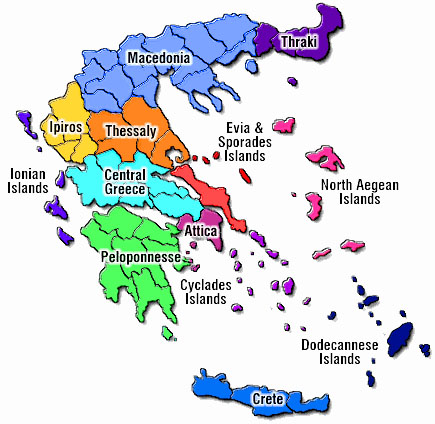 Thraki
Macedonia
Ipiros
Thessaly
Evia &
Sporades
Islands
Ionian
Islands
Central
Greece
North Aegean
Islands
Attica
Peloponnesse
Cyclades
Islands
Dodecannese
Islands
Crete